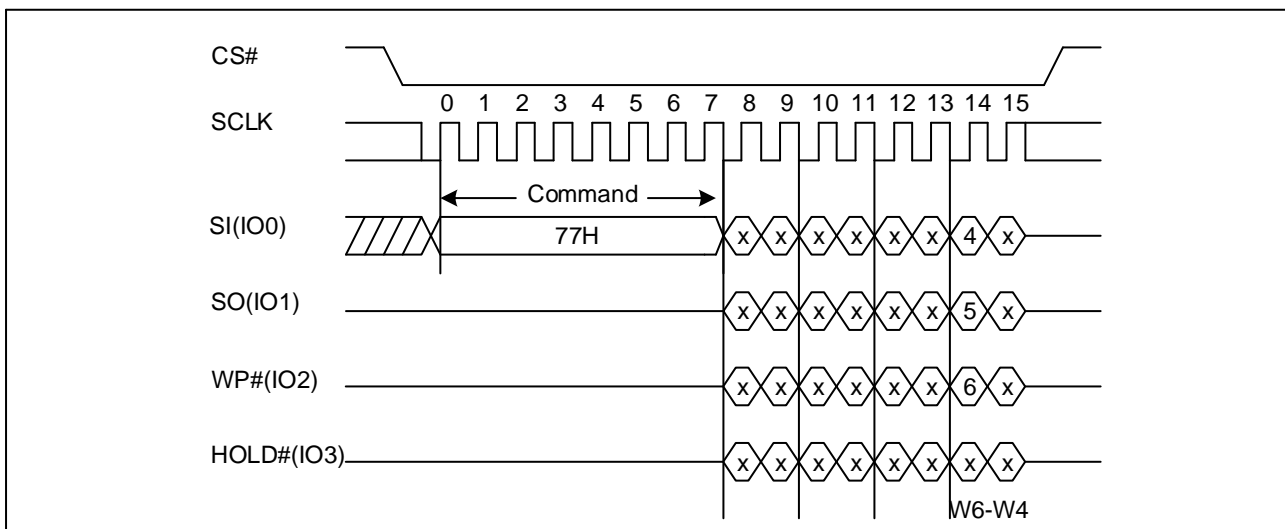 CS#
0 1 2 3 4 5 6 7 8 9 10 11 12 13 14 15
SCLK
Command
SI(IO0)
77H
x x x x x x 4 x
SO(IO1)
x x x x x x 5 x
WP#(IO2)
x x x x x x 6 x
HOLD#(IO3)
x x x x x x x x
W6-W4